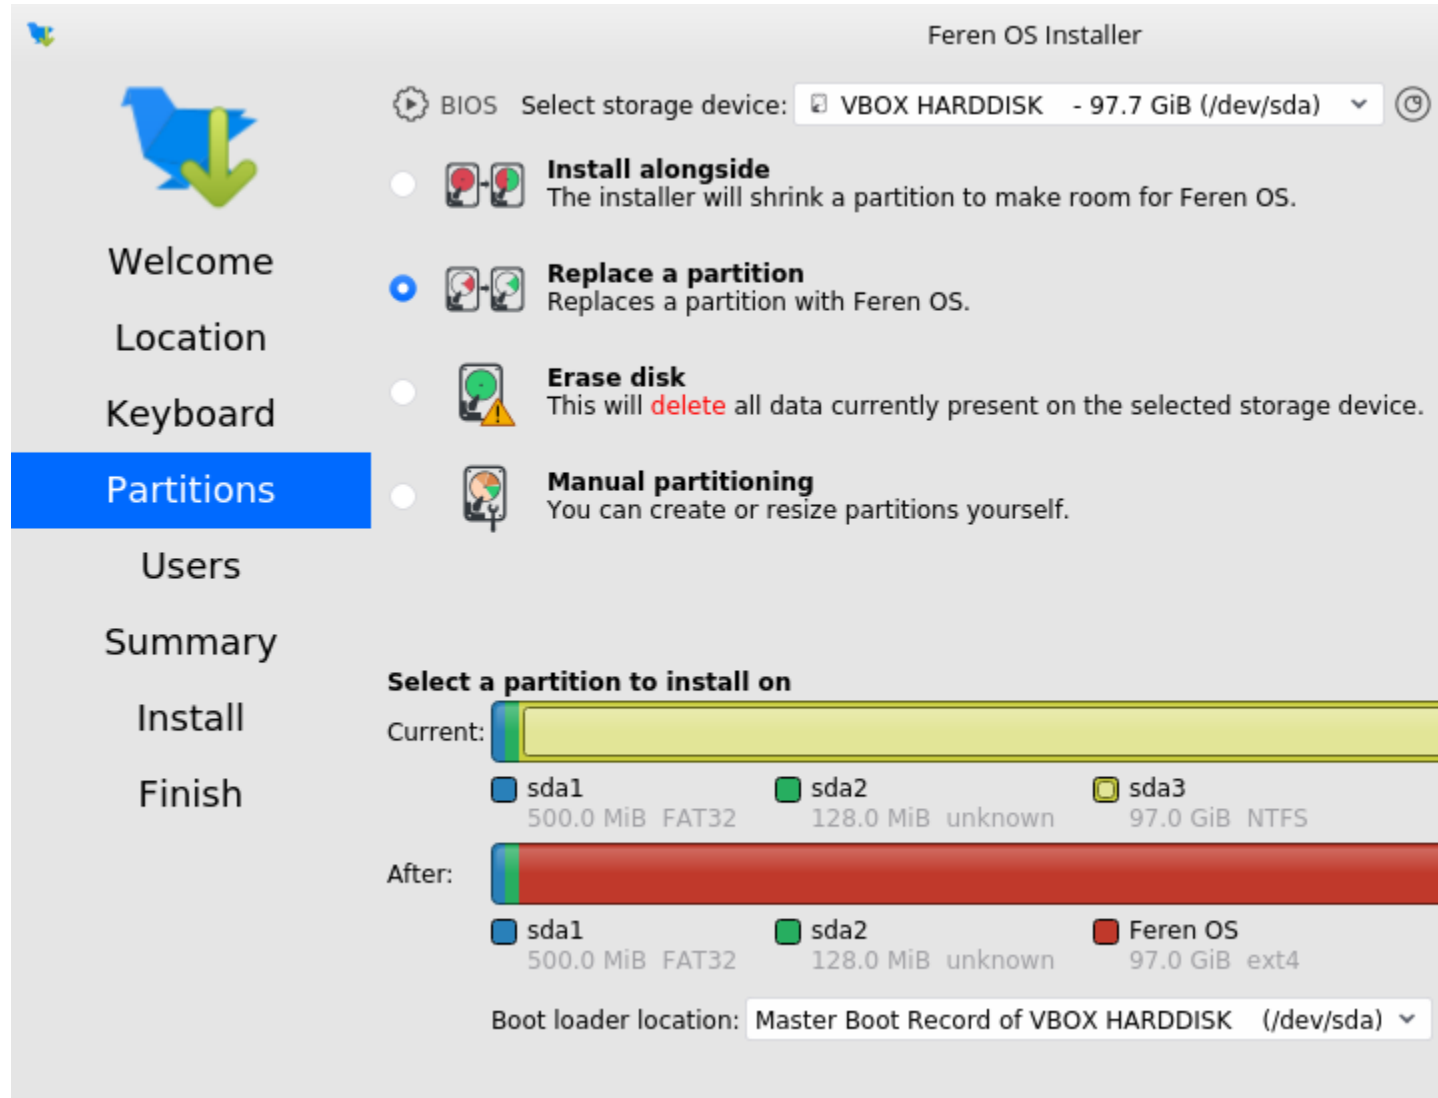 Feren OS Installer
BIOS Select storage device: VBOX HARDDISK - 97.7 GiB (/dev/sda)
Install alongside
The installer will shrink a partition to make room for Feren OS.
Replace a partition
Replaces a partition with Feren OS.
Erase disk
This will delete all data currently present on the selected storage device.
Manual partitioning
You can create or resize partitions yourself.
Welcome
Location
Keyboard
Partitions
Users
Summary
Install
Finish
Select a partition to install on
Current:
sda1 sda2 sda3
500.0 MiB FAT32 128.0 MiB unknown 97.0 GiB NTFS
After:
sda1 sda2 Feren OS
500.0 MiB FAT32 128.0 MiB unknown 97.0 GiB ext4
Boot loader location: Master Boot Record of VBOX HARDDISK (/dev/sda)